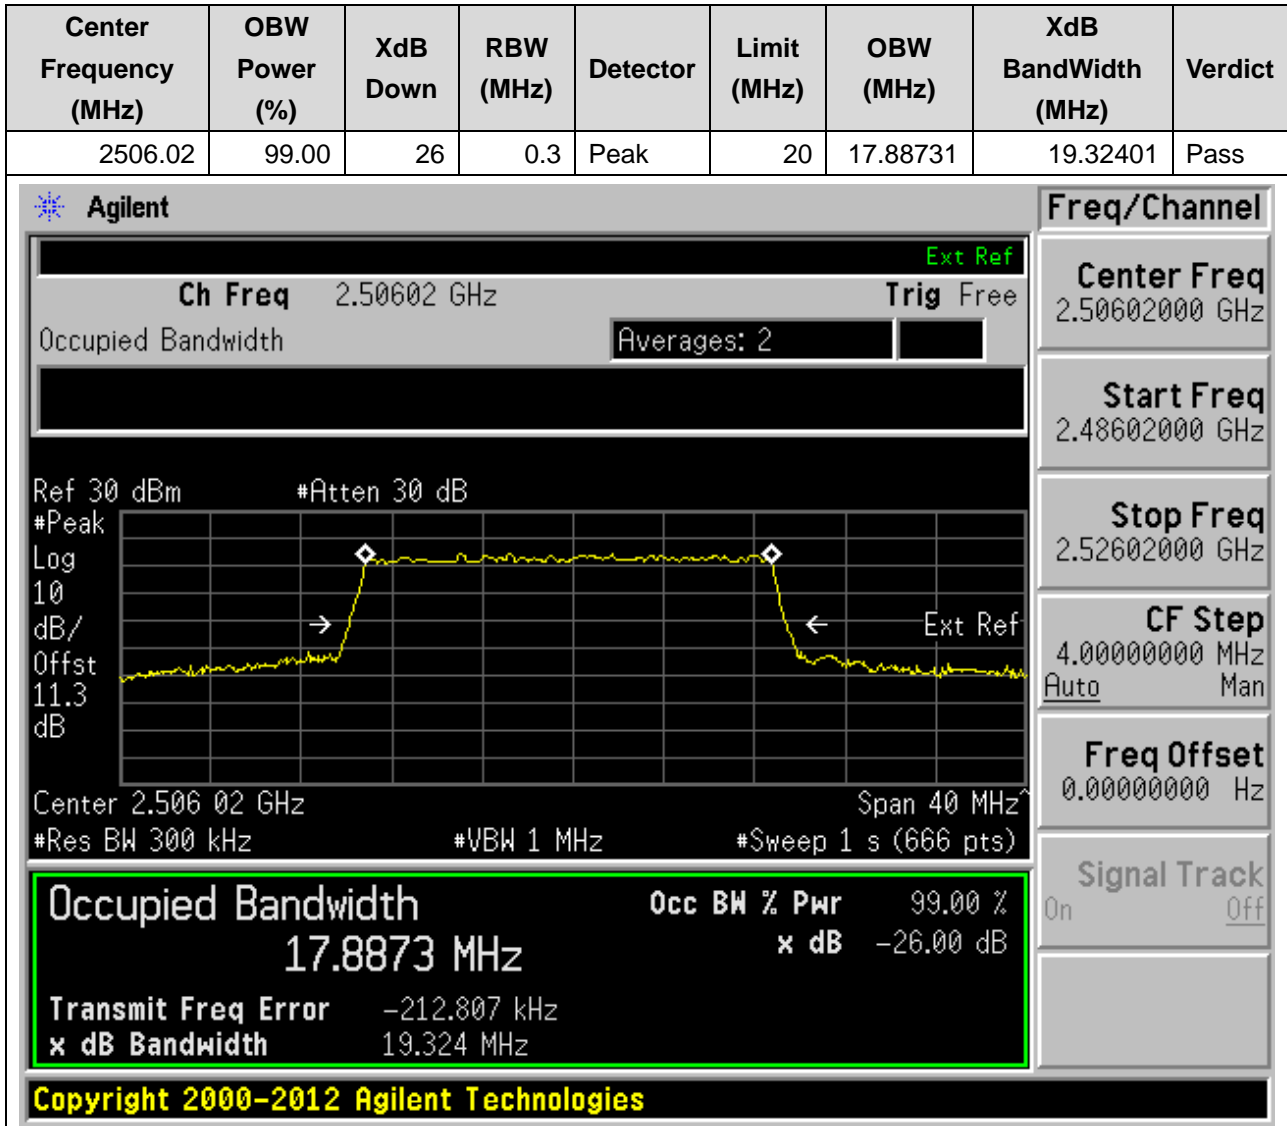 Center Frequency (MHz) OBW Power (%) XdB Down RBW (MHz) Detector Limit (MHz) OBW (MHz) XdB BandWidth (MHz) Verdict
2506.02 99.00 26 0.3 Peak 20 17.88731 19.32401 Pass
Agilent
Freq/Channel
Ext Ref
Ch Freq 2.50602 GHz Trig Free
Occupied Bandwidth Averages: 2
Ref 30 dBm #Atten 30 dB
#Peak
Log
10
dB/
Offst
11.3
dB
Ext Ref
Center 2.506 02 GHz Span 40 MHz^
#Res BW 300 kHz #VBW 1 MHz #Sweep 1 s (666 pts)
Occupied Bandwidth Occ BW % Pwr 99.00 %
17.8873 MHz x dB -26.00 dB
Transmit Freq Error -212.807 kHz
x dB Bandwidth 19.324 MHz
Center Freq
2.50602000 GHz
Start Freq
2.48602000 GHz
Stop Freq
2.52602000 GHz
CF Step
4.00000000 MHz
Auto Man
Freq Offset
0.00000000 Hz
Signal Track
On Off
Copyright 2000-2012 Agilent Technologies